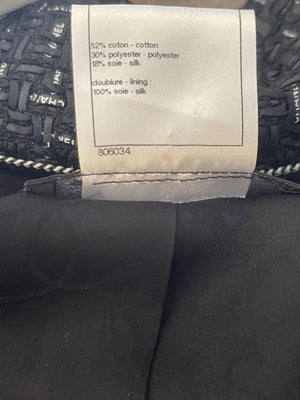 52% coton - cotton
30% polyester - polyester
18% soie - silk
doublure - lining :
100% soie - silk
806034